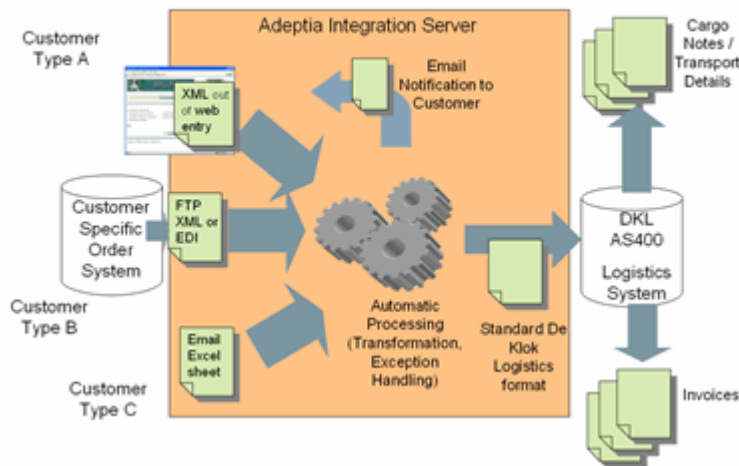 Adeptia Integration Server
Customer
Type A
XML out
of web
entry
Email
Notification to
Customer
Cargo
Notes /
Transport
Details
Customer
Specific
Order
System
FTP
XML or
EDI
DKL
AS400
Logistics
System
Customer
Type B
Automatic
Processing
(Transformation,
Exception
Handling)
Standard De
Klok
Logistics
format
Email
Excel
sheet
Customer
Type C
Invoices